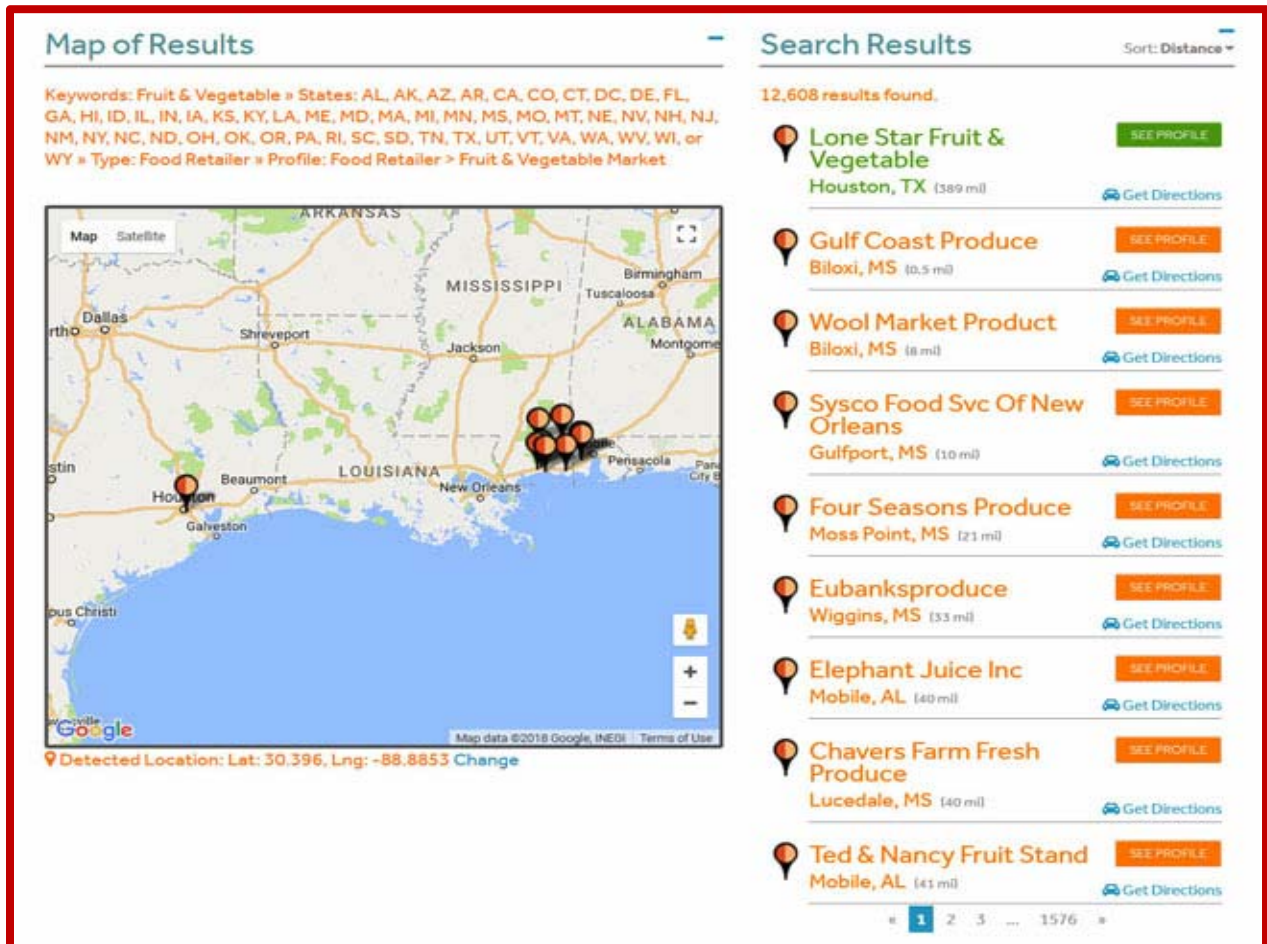 Map of Results
Keywords: Fruit & Vegetable » States: AL, AK, AZ, AR, CA, CO, CT, DC, DE, FL,
GA, HI, ID, IL, IN, IA, KS, KY, LA, ME, MD, MA, MI, MN, MS, MO, MT, NE, NV, NH, NJ,
NM, NY, NC, ND, OH, OK, OR, PA, RI, SC, SD, TN, TX, UT, VT, VA, WA, WV, WI, or
WY » Type: Food Retailer » Profile: Food Retailer > Fruit & Vegetable Market
Map Satellite
ARKANSAS
Birmingham
MISSISSIPPI
Tuscaloosa
Dallas
rth
ALABAMA
Shreveport
Jackson
Montgome
stin
Beaumont
LOUISIANA
Pensacola
Pana
City B
New Orleans
Galveston
pus Christi
+
−
Google
Map data ©2018 Google, INEGI Terms of Use
Detected Location: Lat: 30.396, Lng: -88.8853 Change
Search Results
Sort: Distance
12,608 results found.
Lone Star Fruit &
Vegetable
SEE PROFILE
Houston, TX (389 mi)
Get Directions
Gulf Coast Produce
SEE PROFILE
Biloxi, MS (0.5 mi)
Get Directions
Wool Market Product
SEE PROFILE
Biloxi, MS (8 mi)
Get Directions
Sysco Food Svc Of New
Orleans
SEE PROFILE
Gulfport, MS (10 mi)
Get Directions
Four Seasons Produce
SEE PROFILE
Moss Point, MS (21 mi)
Get Directions
Eubanksproduce
SEE PROFILE
Wiggins, MS (33 mi)
Get Directions
Elephant Juice Inc
SEE PROFILE
Mobile, AL (40 mi)
Get Directions
Chavers Farm Fresh
Produce
SEE PROFILE
Lucedale, MS (40 mi)
Get Directions
Ted & Nancy Fruit Stand
SEE PROFILE
Mobile, AL (41 mi)
Get Directions
« 1 2 3 ... 1576 »